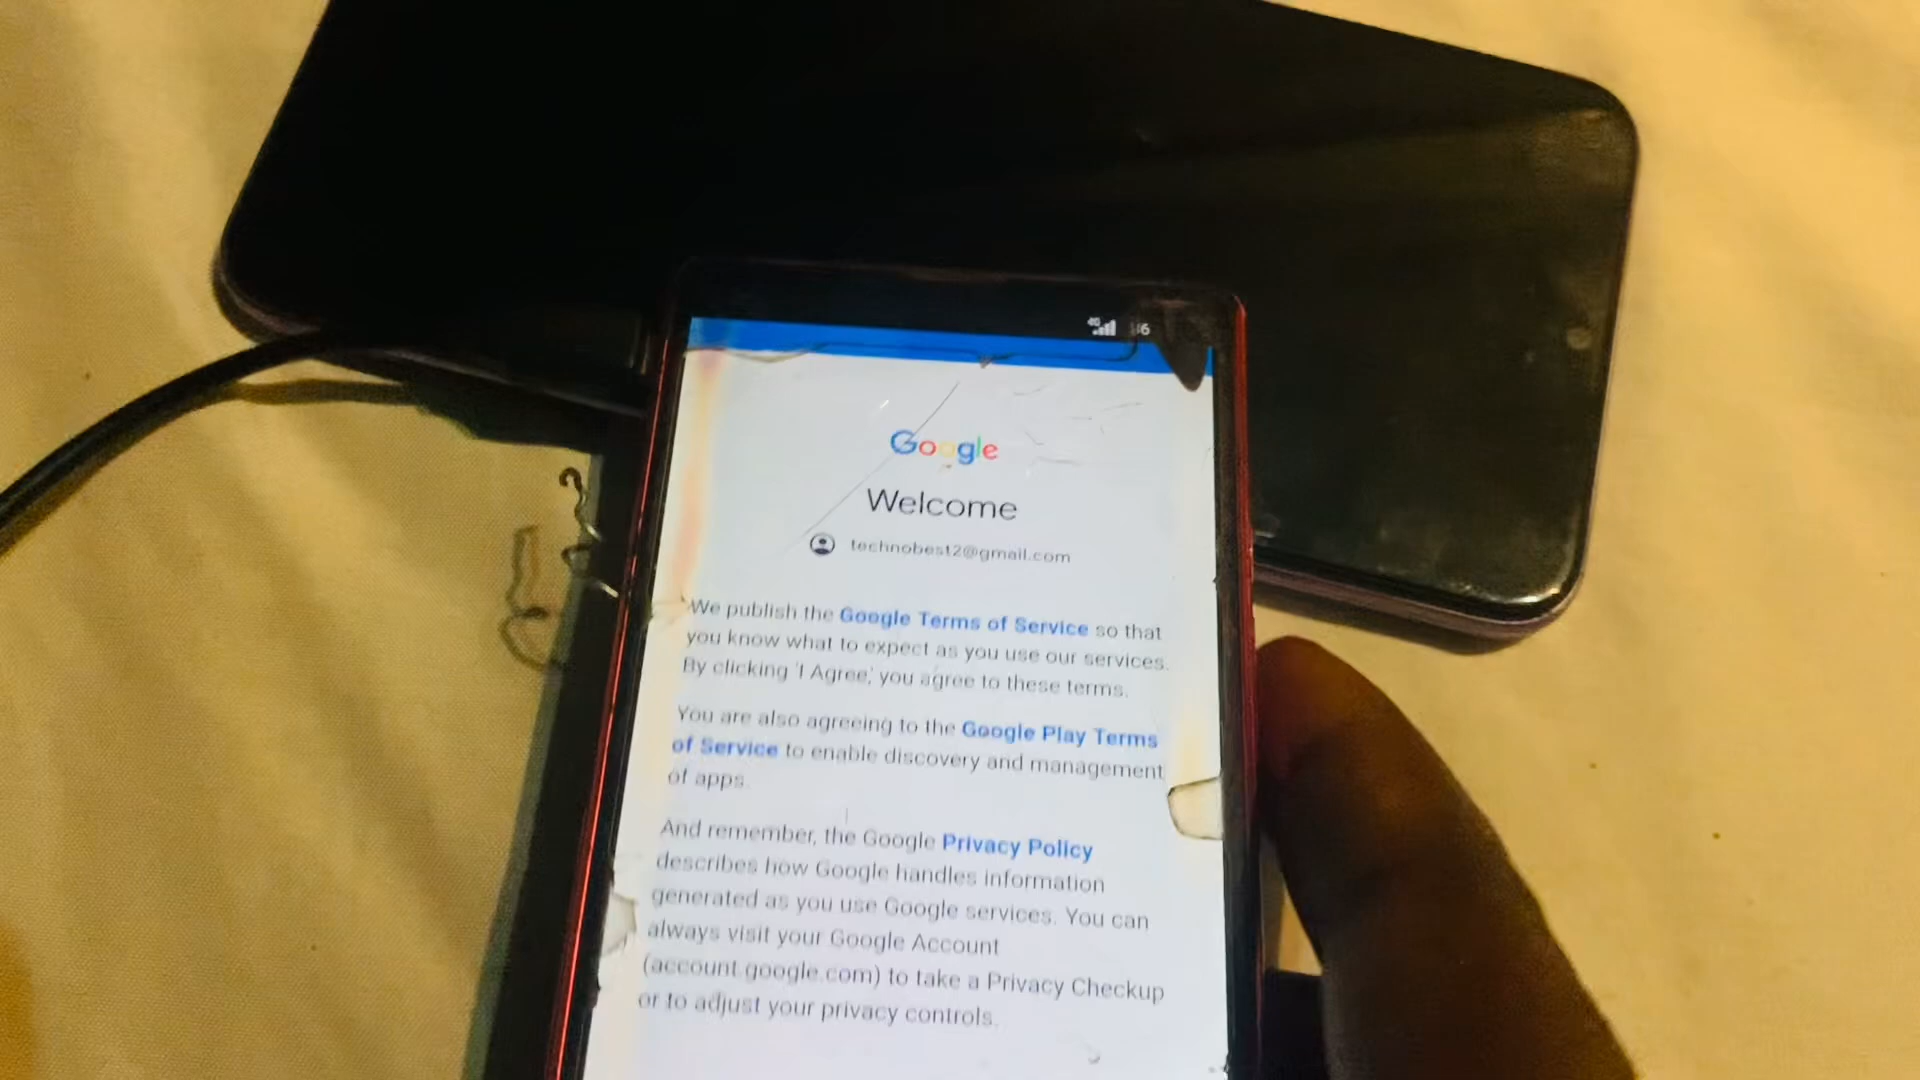 4G
Google
Welcome
technobest2@gmail.com
We publish the Google Terms of Service so that
you know what to expect as you use our services.
By clicking 'I Agree', you agree to these terms.
You are also agreeing to the Google Play Terms
of Service to enable discovery and management
of apps.
And remember, the Google Privacy Policy
describes how Google handles information
generated as you use Google services. You can
always visit your Google Account
(account.google.com) to take a Privacy Checkup
or to adjust your privacy controls.